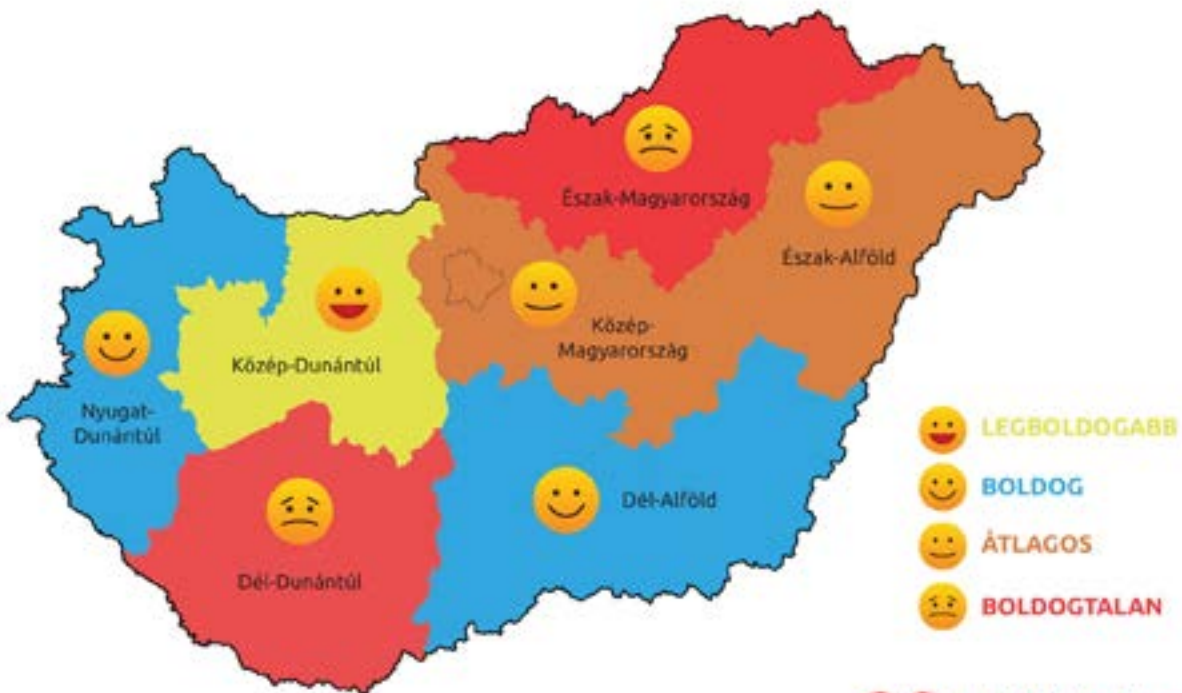 Észak-Magyarország
Észak-Alföld
Közép-
Magyarország
Közép-Dunántúl
Nyugat-
Dunántúl
Dél-Alföld
Dél-Dunántúl
LEGBOLDOGABB
BOLDOG
ÁTLAGOS
BOLDOGTALAN